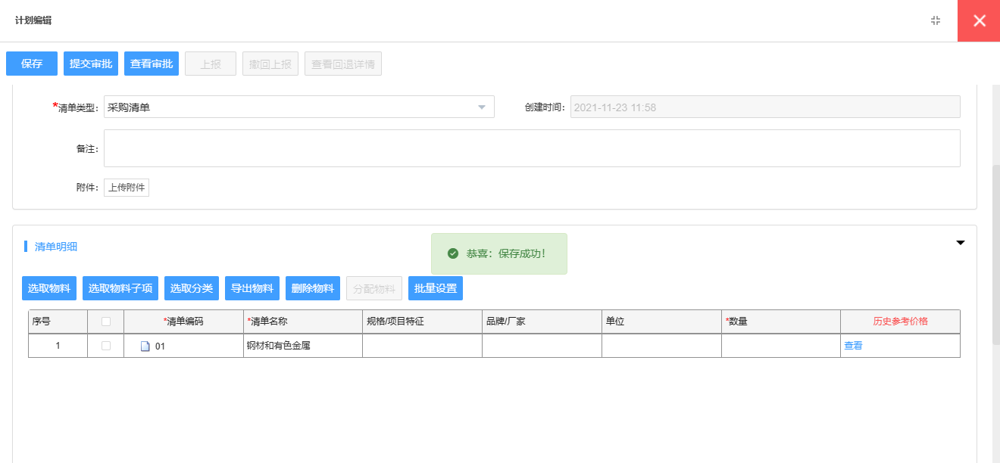 计划编辑
保存 提交审批 查看审批 上报 撤回上报 查看回退详情
*清单类型: 采购清单 创建时间: 2021-11-23 11:58
备注:
附件: 上传附件
清单明细
恭喜：保存成功!
选取物料 选取物料子项 选取分类 导出物料 删除物料 分配物料 批量设置
序号 *清单编码 *清单名称 规格/项目特征 品牌/厂家 单位 *数量 历史参考价格
1 01 钢材和有色金属 查看